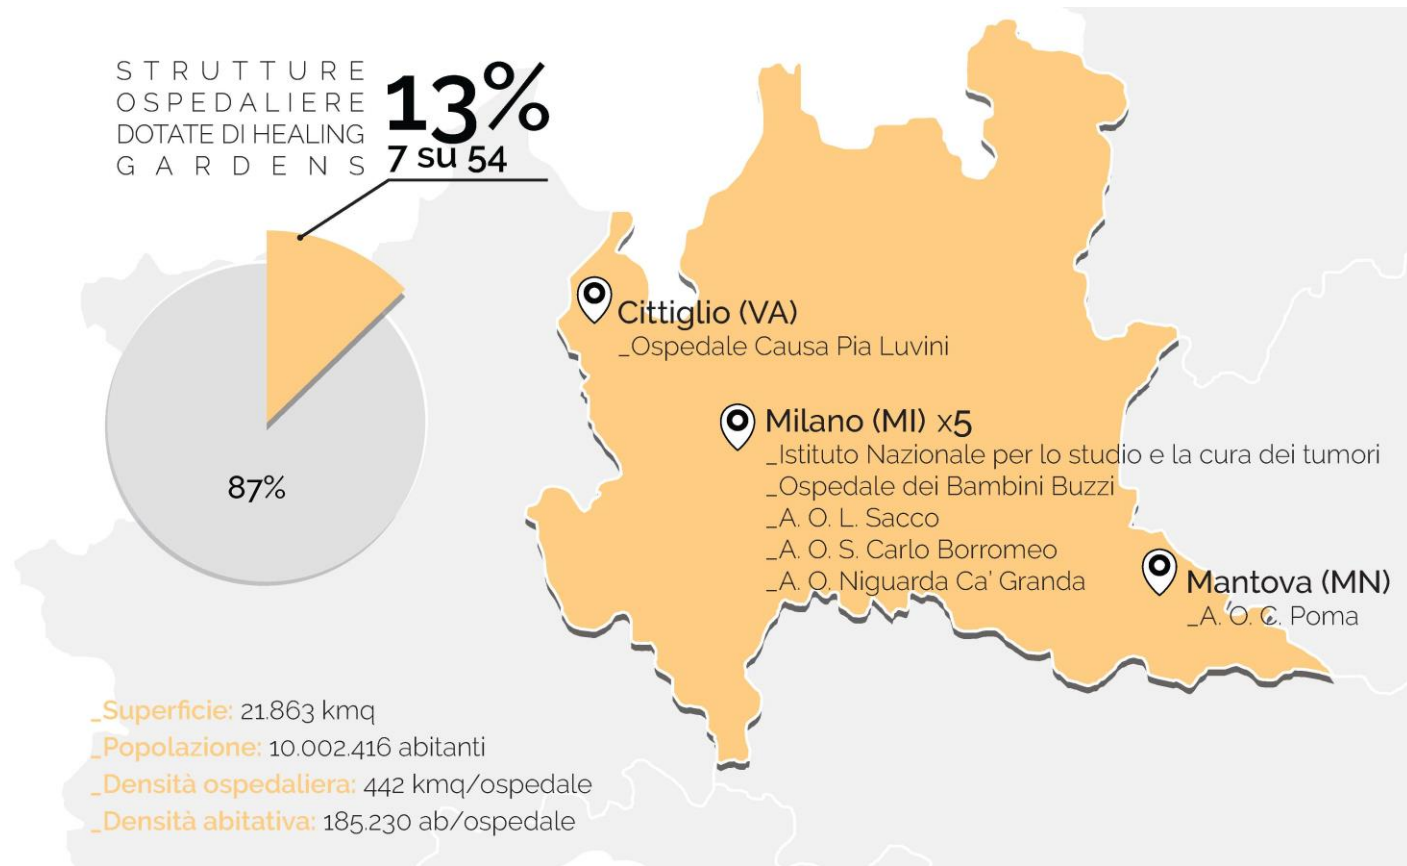 STRUTTURE
OSPEDALIERE
DOTATE DI HEALING
GARDENS
13%
7 su 54
87%
Cittiglio (VA)
_Ospedale Causa Pia Luvini
Milano (MI) x5
_Istituto Nazionale per lo studio e la cura dei tumori
_Ospedale dei Bambini Buzzi
_A. O. L. Sacco
_A. O. S. Carlo Borromeo
_A. O. Niguarda Ca' Granda
Mantova (MN)
_A. O. C. Poma
_Superficie: 21.863 kmq
_Popolazione: 10.002.416 abitanti
_Densità ospedaliera: 442 kmq/ospedale
_Densità abitativa: 185.230 ab/ospedale